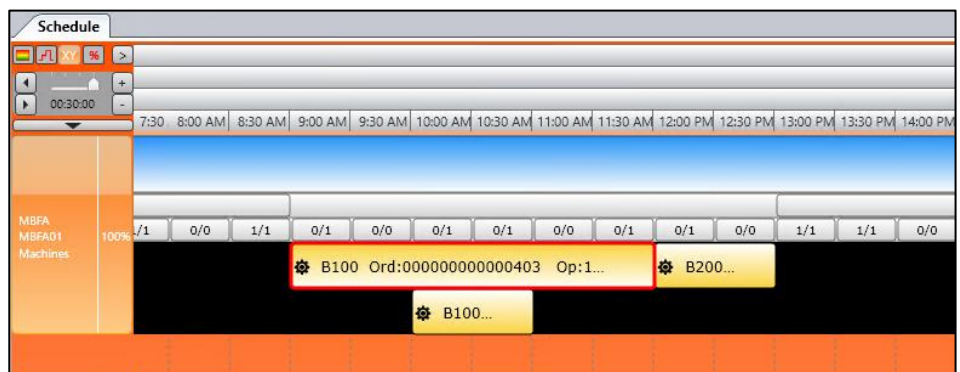 Schedule
XY % >
+
00:30:00 -
7:30 8:00 AM 8:30 AM 9:00 AM 9:30 AM 10:00 AM 10:30 AM 11:00 AM 11:30 AM 12:00 PM 12:30 PM 13:00 PM 13:30 PM 14:00 PM
MBFA
MBFA01 100% /1 0/0 1/1 0/1 0/0 0/1 0/1 0/0 0/1 0/1 0/0 1/1 1/1 0/0
Machines
B100 Ord:000000000000403 Op:1... B200...
B100...